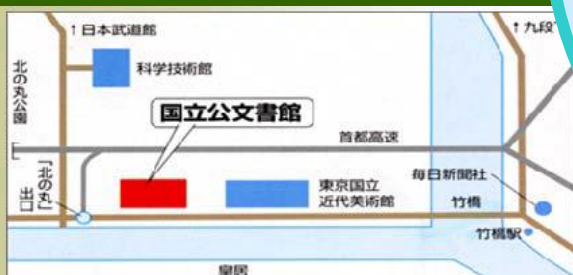 ↑日本武道館
↑九段下
科学技術館
北の丸公園
国立公文書館
首都高速
「北の丸」
出口
東京国立
近代美術館
毎日新聞社
竹橋
竹橋駅
皇居